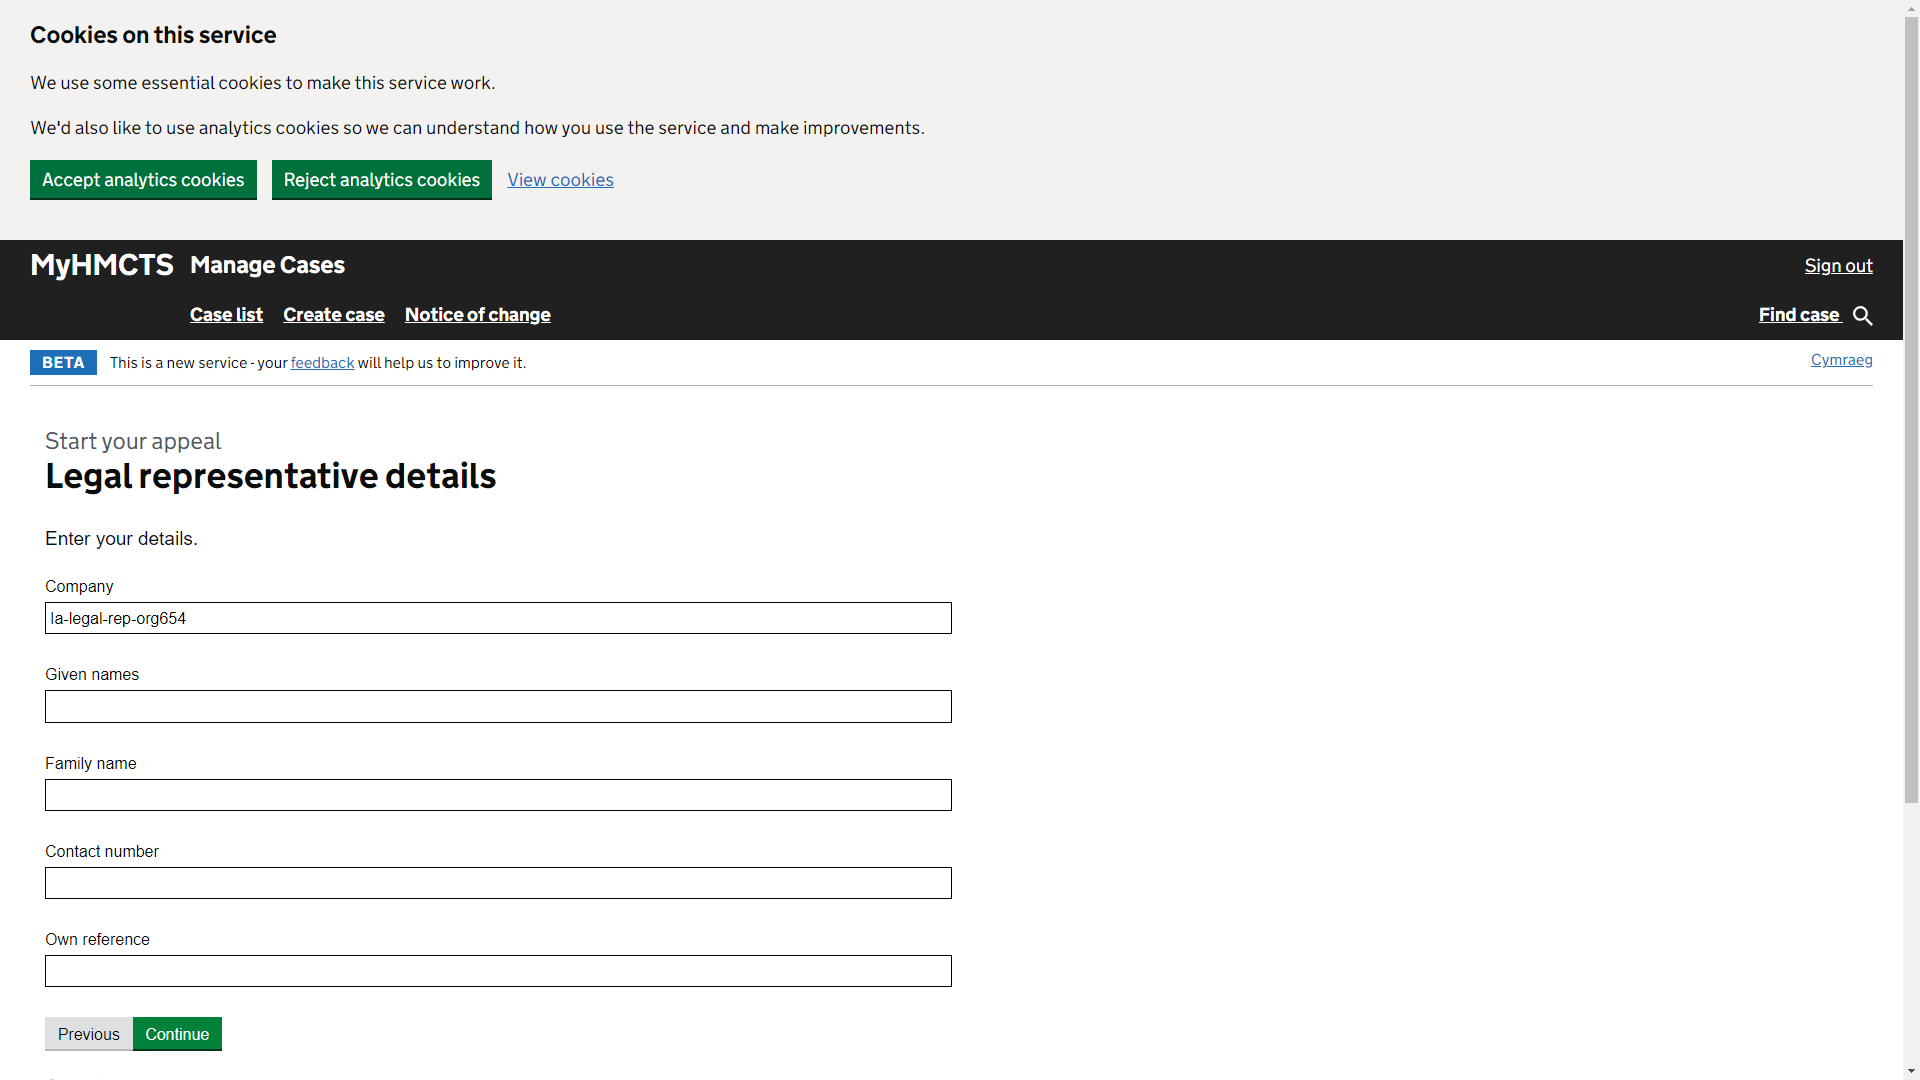 Cookies on this service
We use some essential cookies to make this service work.
We'd also like to use analytics cookies so we can understand how you use the service and make improvements.
Accept analytics cookies Reject analytics cookies View cookies
MyHMCTS Manage Cases Sign out
Case list Create case Notice of change Find case
BETA This is a new service - your feedback will help us to improve it. Cymraeg
Start your appeal
Legal representative details
Enter your details.
Company
la-legal-rep-org654
Given names
Family name
Contact number
Own reference
Previous Continue